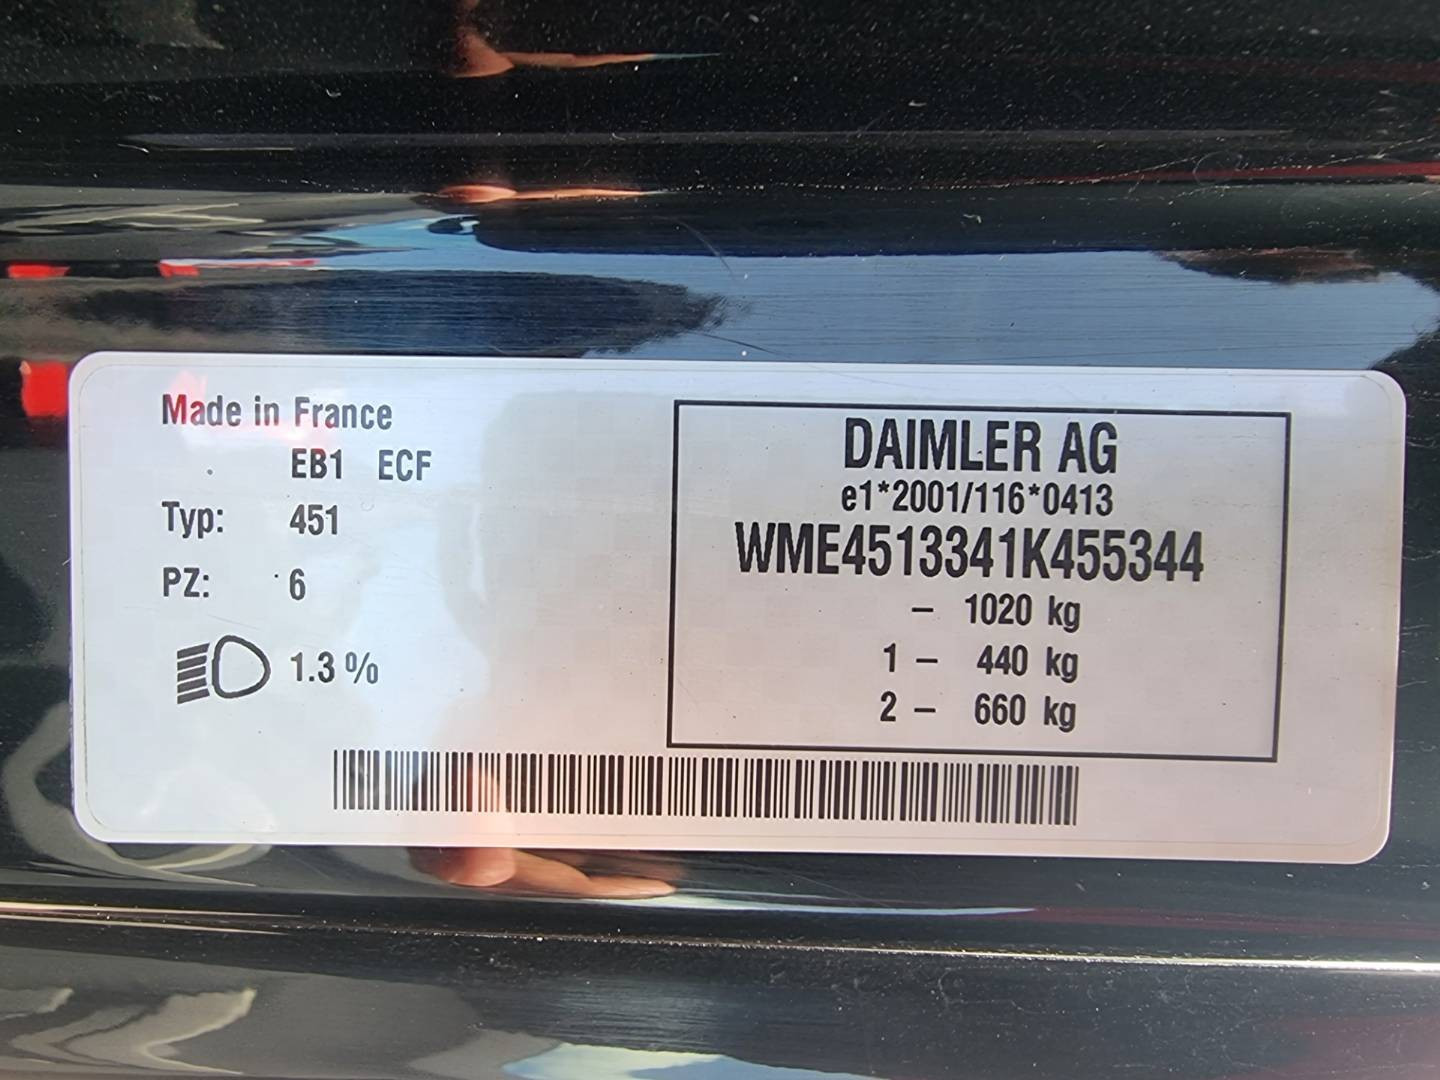 Made in France
EB1 ECF
Typ: 451
PZ: 6
1.3 %
DAIMLER AG
e1*2001/116*0413
WME4513341K455344
– 1020 kg
1 – 440 kg
2 – 660 kg